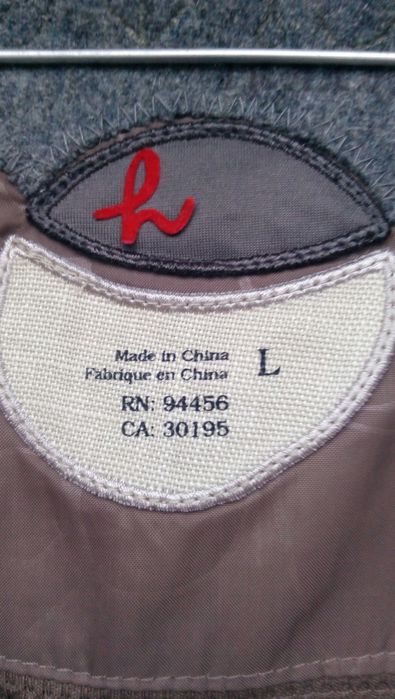 h
Made in China L
Fabrique en China
RN: 94456
CA: 30195